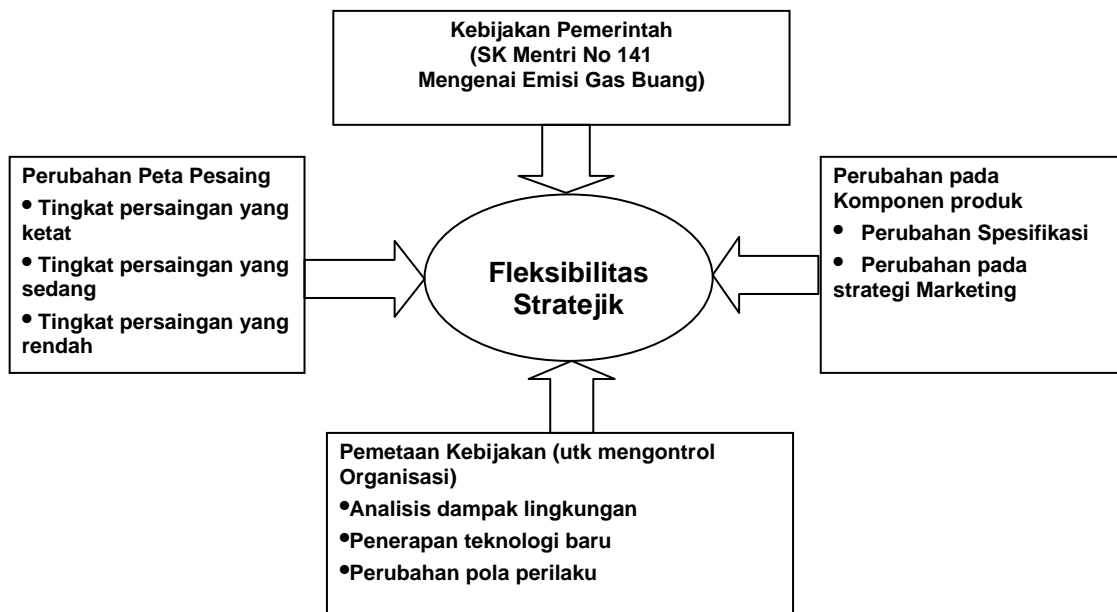 Kebijakan Pemerintah
(SK Mentri No 141
Mengenai Emisi Gas Buang)
Perubahan Peta Pesaing
• Tingkat persaingan yang
ketat
• Tingkat persaingan yang
sedang
• Tingkat persaingan yang
rendah
Fleksibilitas
Stratejik
Perubahan pada
Komponen produk
• Perubahan Spesifikasi
• Perubahan pada
strategi Marketing
Pemetaan Kebijakan (utk mengontrol
Organisasi)
•Analisis dampak lingkungan
•Penerapan teknologi baru
•Perubahan pola perilaku